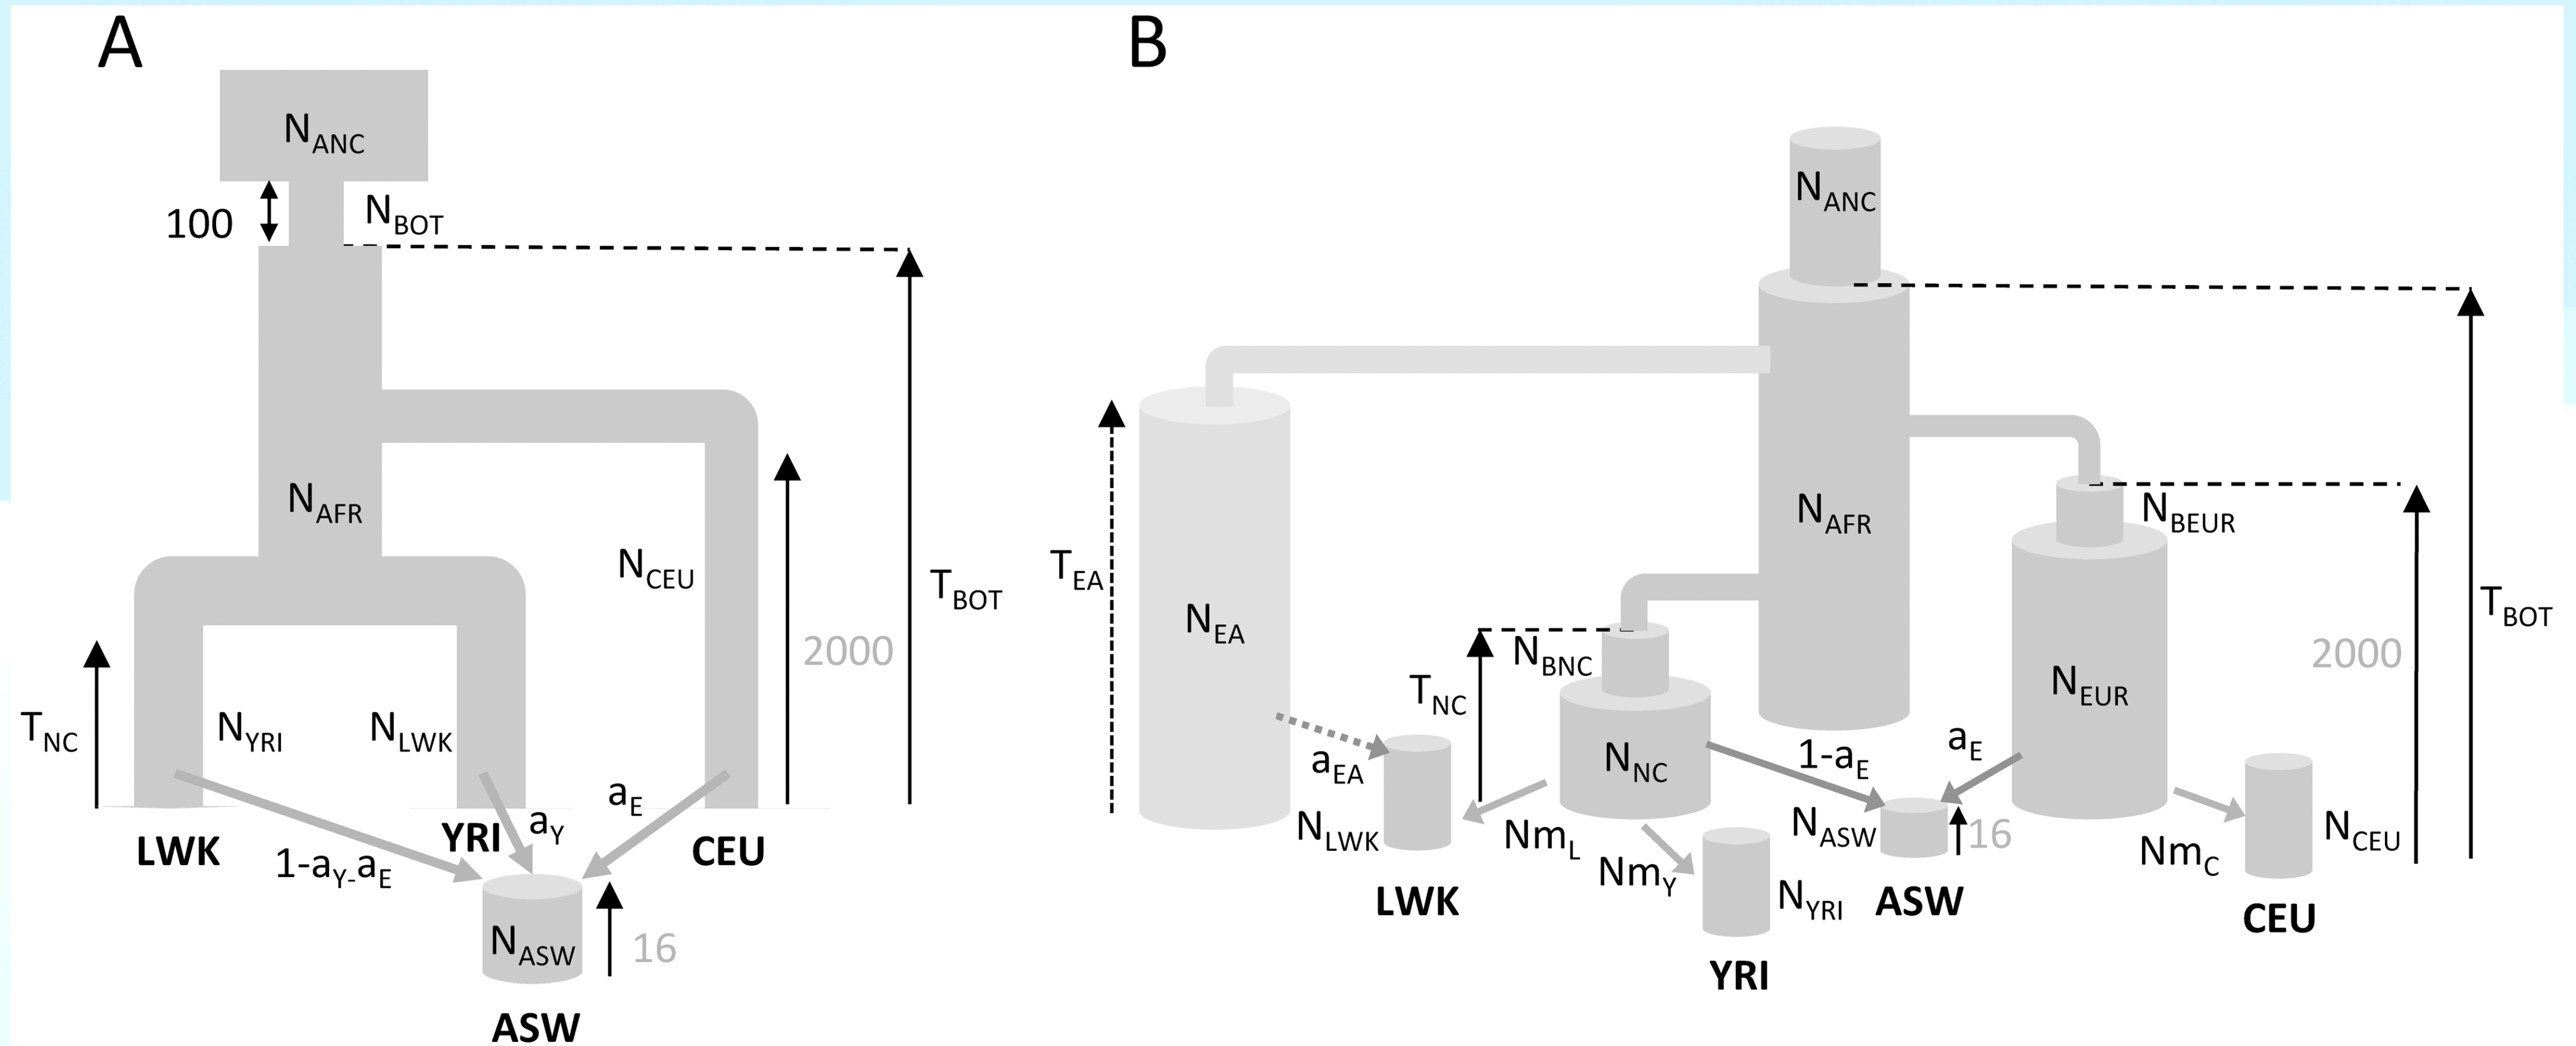 A
N_ANC
100
N_BOT
N_AFR
N_CEU
2000
T_BOT
T_NC
N_YRI
N_LWK
a_E
a_Y
LWK
YRI
CEU
1-a_Y-a_E
N_ASW
16
ASW
B
N_ANC
N_AFR
N_BEUR
T_EA
N_EA
N_BNC
T_NC
N_EUR
2000
T_BOT
a_EA
N_NC
1-a_E
a_E
N_LWK
Nm_L
Nm_Y
N_YRI
N_ASW
16
Nm_C
N_CEU
LWK
ASW
CEU
YRI